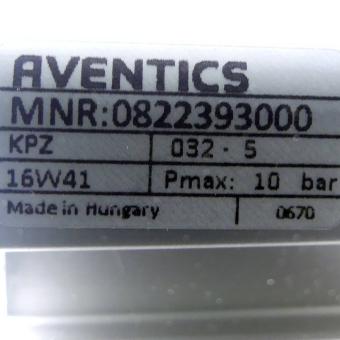 AVENTICS
MNR:0822393000
KPZ 032 - 5
16W41 Pmax: 10 bar
Made in Hungary 0670